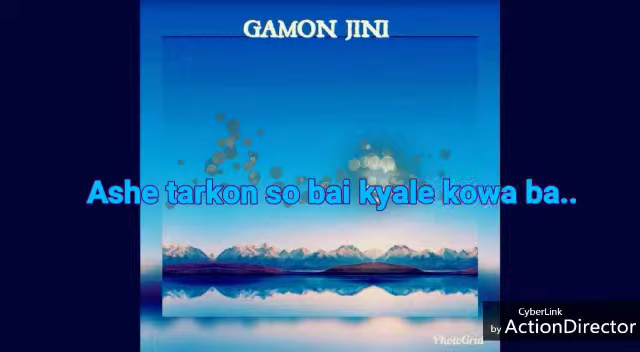 GAMON JINI
Ashe tarkon so bai kyale kowa ba..
CyberLink
by ActionDirector
PhotoGrid